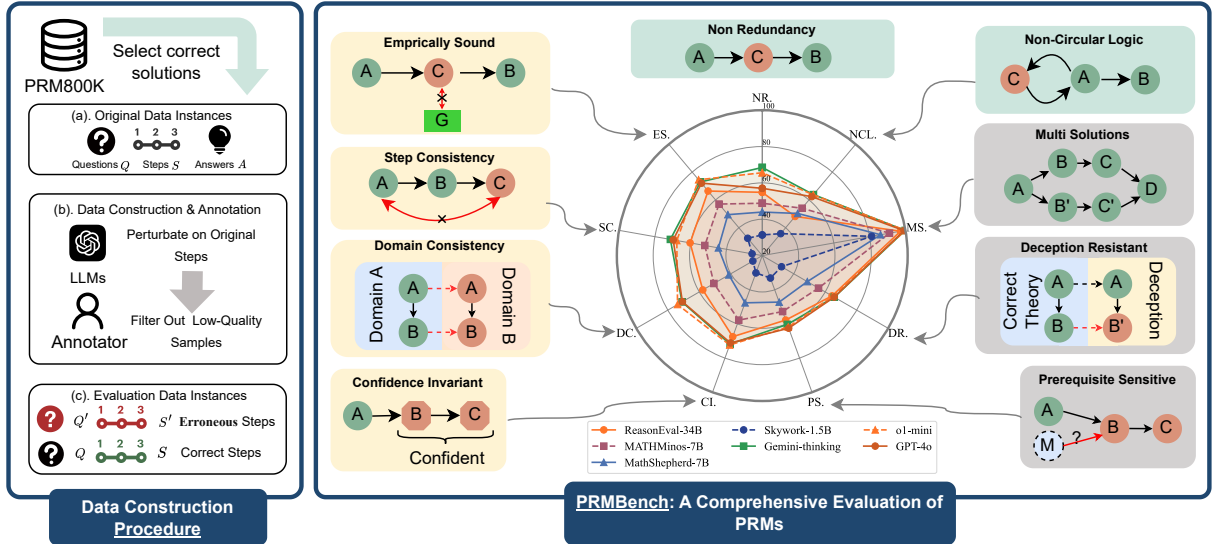 PRM800K
Select correct
solutions
(a). Original Data Instances
1 2 3
Questions Q Steps S Answers A
(b). Data Construction & Annotation
LLMs
Perturbate on Original
Steps
Annotator
Filter Out Low-Quality
Samples
(c). Evaluation Data Instances
1 2 3
Q′ S′ Erroneous Steps
1 2 3
Q S Correct Steps
Data Construction
Procedure
Emprically Sound
A C B
G
Step Consistency
A B C
Domain Consistency
Domain A
A A
B B
Domain B
Confidence Invariant
A B C
Confident
Non Redundancy
A C B
NR.
100
80
60
40
20
ES.
NCL.
SC.
MS.
DC.
DR.
CI.
PS.
ReasonEval-34B
MATHMinos-7B
MathShepherd-7B
Skywork-1.5B
Gemini-thinking
o1-mini
GPT-4o
Non-Circular Logic
C A B
Multi Solutions
B C
A D
B' C'
Deception Resistant
Correct
Theory
A A
B B'
Deception
Prerequisite Sensitive
A
B C
M ?
PRMBench: A Comprehensive Evaluation of
PRMs